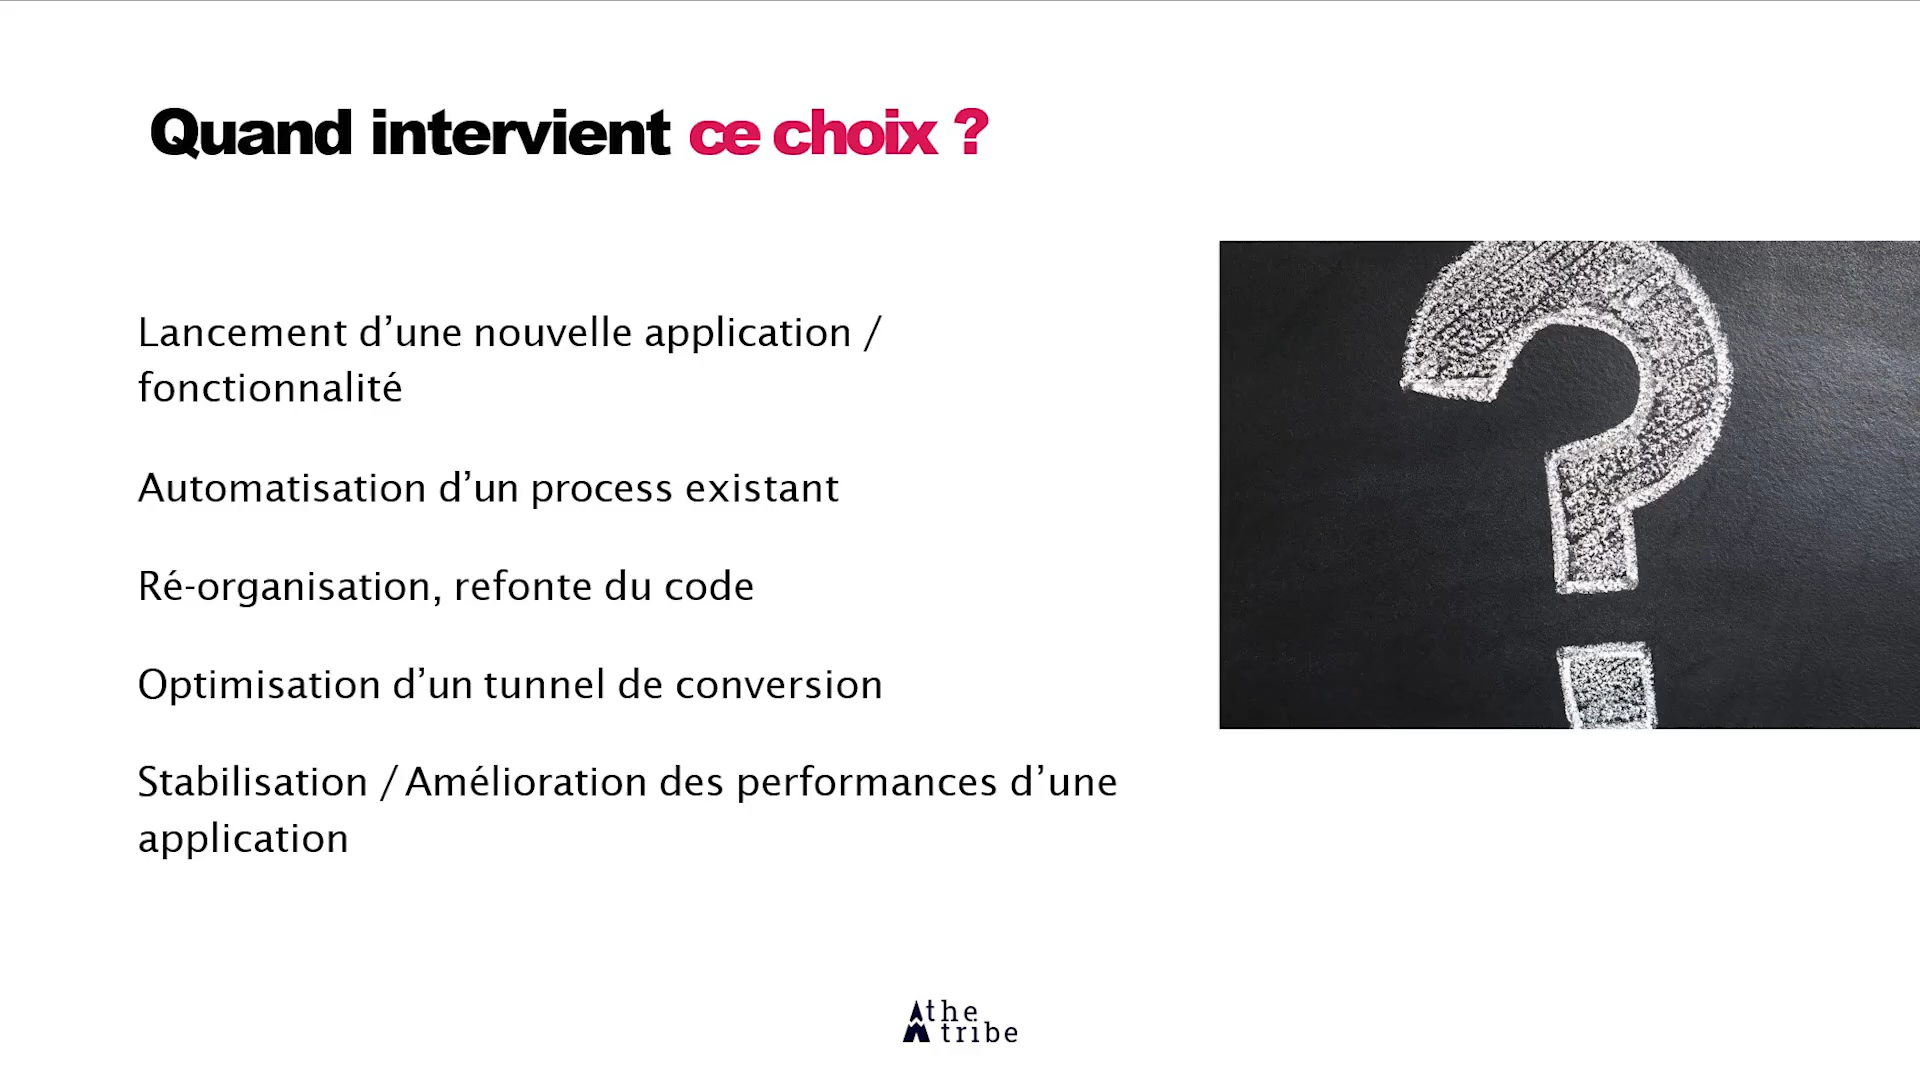 Quand intervient ce choix ?
Lancement d’une nouvelle application /
fonctionnalité
Automatisation d’un process existant
Ré-organisation, refonte du code
Optimisation d’un tunnel de conversion
Stabilisation / Amélioration des performances d’une
application
?
the
tribe